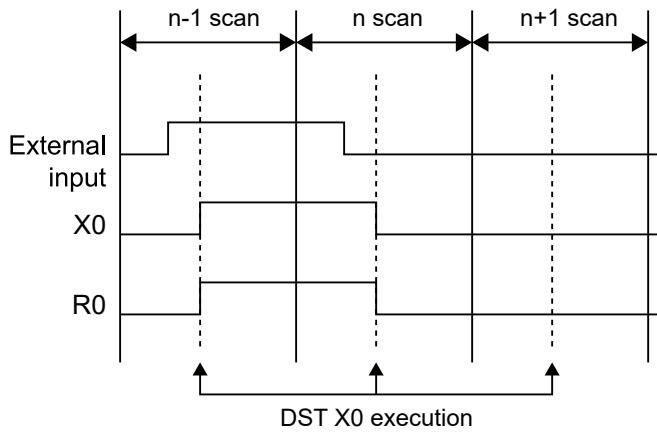 n-1 scan
n scan
n+1 scan
External
input
X0
R0
DST X0 execution